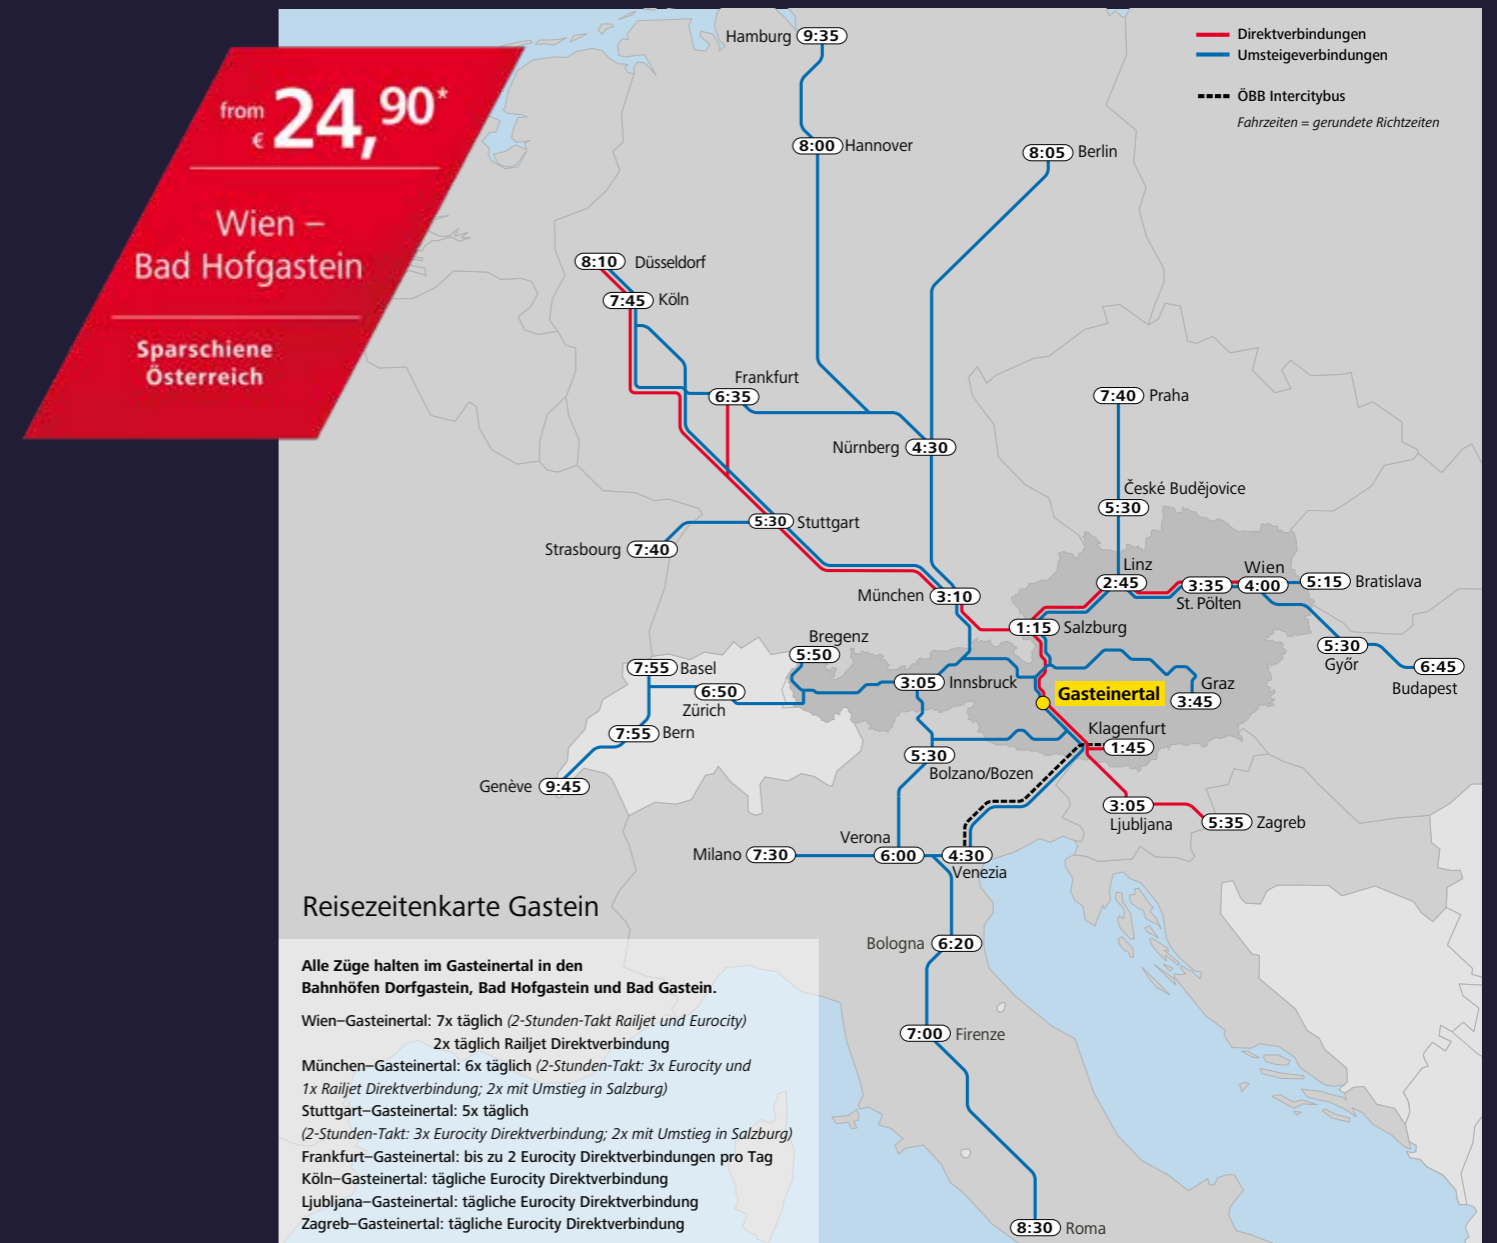 from
€ 24,90*
Wien –
Bad Hofgastein
Sparschiene
Österreich
Direktverbindungen
Umsteigeverbindungen
ÖBB Intercitybus
Fahrzeiten = gerundete Richtzeiten
Hamburg 9:35
8:00 Hannover
8:05 Berlin
8:10 Düsseldorf
7:45 Köln
Frankfurt
6:35
7:40 Praha
Nürnberg 4:30
České Budějovice
5:30
5:30 Stuttgart
Strasbourg 7:40
Linz
2:45
3:35
St. Pölten
Wien
4:00
5:15 Bratislava
München 3:10
1:15 Salzburg
Bregenz
5:50
5:30
Győr
6:45
Budapest
7:55 Basel
6:50
Zürich
3:05 Innsbruck
Gasteinertal
Graz
3:45
7:55 Bern
Klagenfurt
1:45
5:30
Bolzano/Bozen
Genève 9:45
3:05
Ljubljana
5:35 Zagreb
Verona
Milano 7:30
6:00
4:30
Venezia
Reisezeitenkarte Gastein
Bologna 6:20
7:00 Firenze
8:30 Roma
Alle Züge halten im Gasteinertal in den
Bahnhöfen Dorfgastein, Bad Hofgastein und Bad Gastein.
Wien–Gasteinertal: 7x täglich (2-Stunden-Takt Railjet und Eurocity)
2x täglich Railjet Direktverbindung
München–Gasteinertal: 6x täglich (2-Stunden-Takt: 3x Eurocity und
1x Railjet Direktverbindung; 2x mit Umstieg in Salzburg)
Stuttgart–Gasteinertal: 5x täglich
(2-Stunden-Takt: 3x Eurocity Direktverbindung; 2x mit Umstieg in Salzburg)
Frankfurt–Gasteinertal: bis zu 2 Eurocity Direktverbindungen pro Tag
Köln–Gasteinertal: tägliche Eurocity Direktverbindung
Ljubljana–Gasteinertal: tägliche Eurocity Direktverbindung
Zagreb–Gasteinertal: tägliche Eurocity Direktverbindung